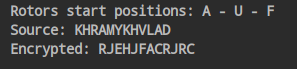 Rotors start positions: A - U - F
Source: KHRAMYKHVLAD
Encrypted: RJEHJFACRJRC